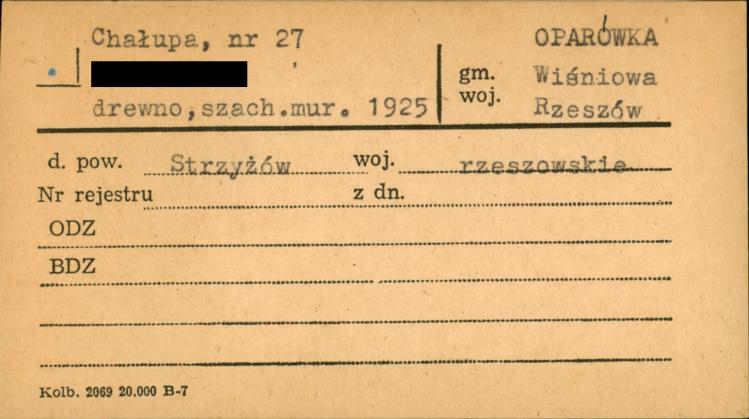 Chałupa, nr 27
drewno,szach.mur. 1925
OPARÓWKA
gm. Wiśniowa
woj. Rzeszów
d. pow. Strzyżów woj. rzeszowskie
Nr rejestru z dn.
ODZ
BDZ
Kolb. 2069 20.000 B-7